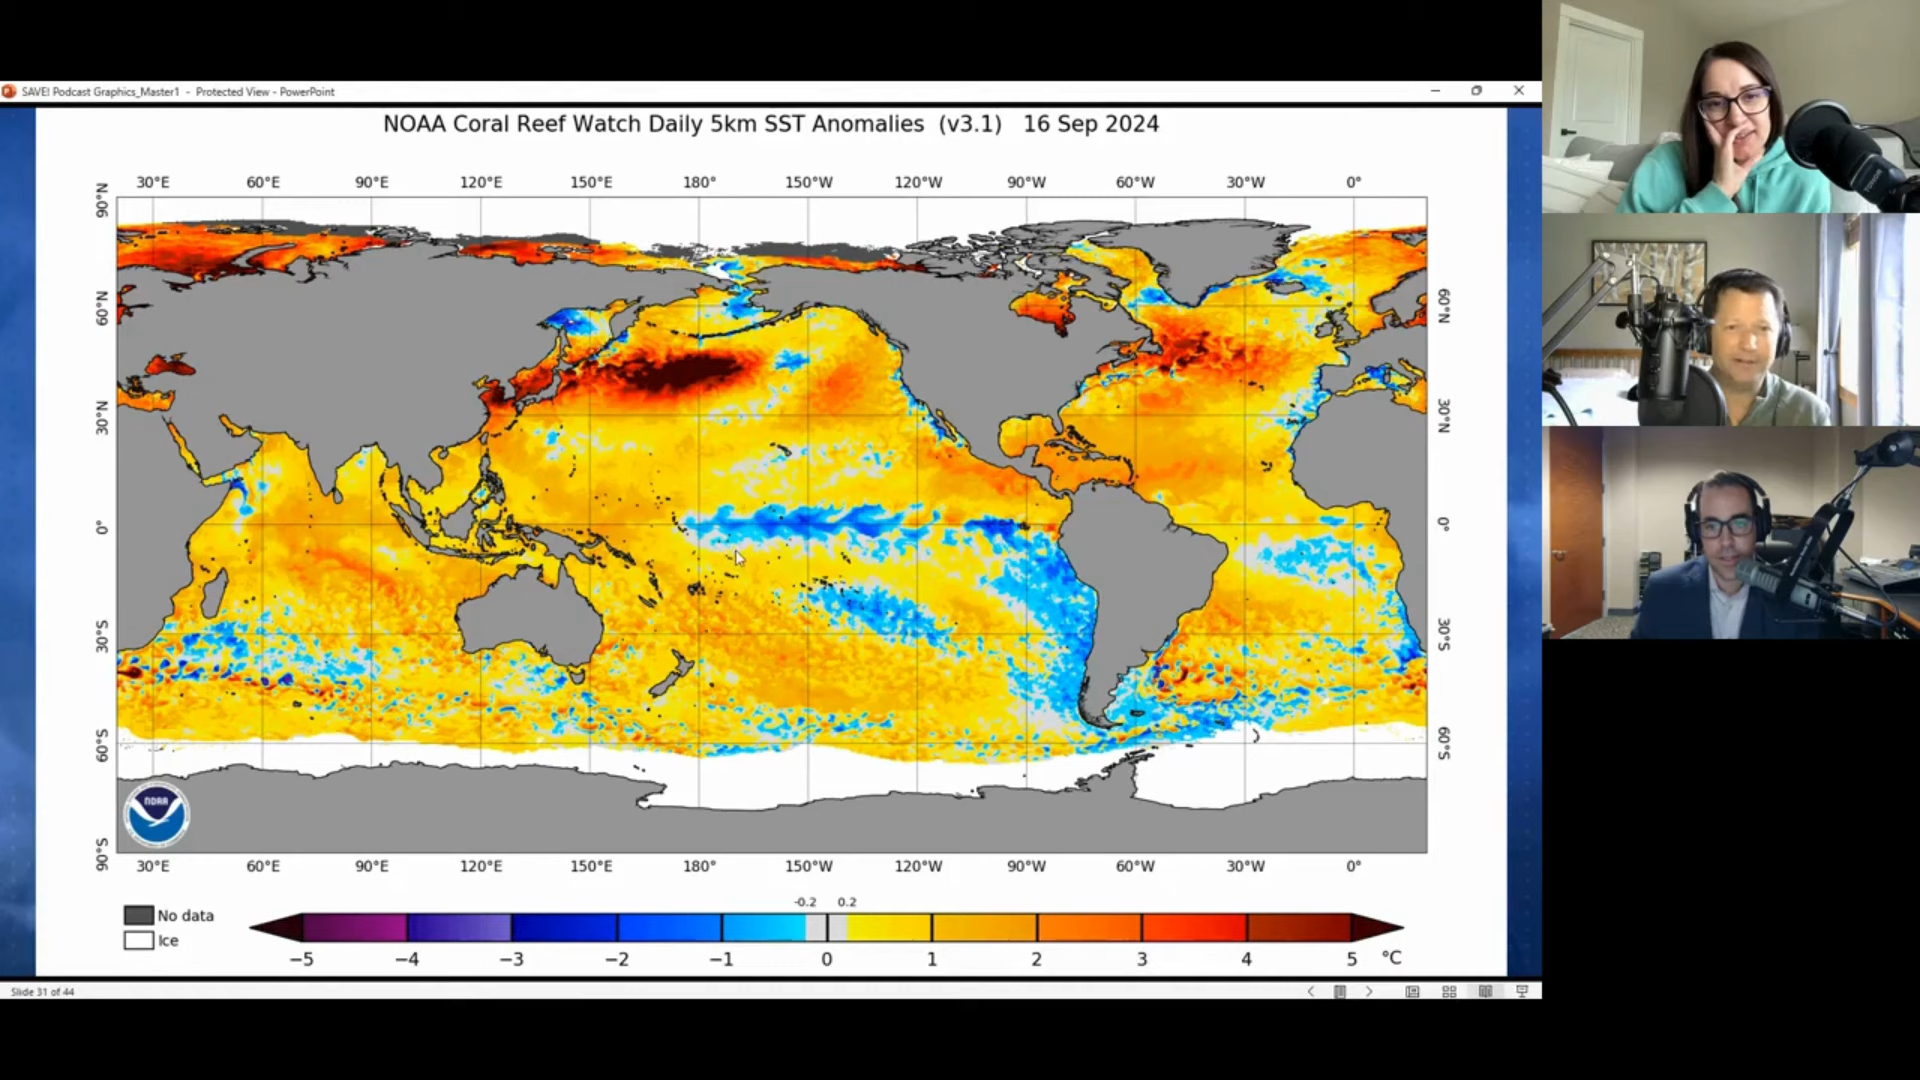 SAVE! Podcast Graphics_Master1 - Protected View - PowerPoint
NOAA Coral Reef Watch Daily 5km SST Anomalies (v3.1) 16 Sep 2024
30°E 60°E 90°E 120°E 150°E 180° 150°W 120°W 90°W 60°W 30°W 0°
90°N
60°N 60°N
30°N 30°N
0° 0°
30°S 30°S
60°S 60°S
90°S
NOAA
30°E 60°E 90°E 120°E 150°E 180° 150°W 120°W 90°W 60°W 30°W 0°
-0.2 0.2
No data
Ice
−5 −4 −3 −2 −1 0 1 2 3 4 5 °C
Slide 31 of 44
TONOR